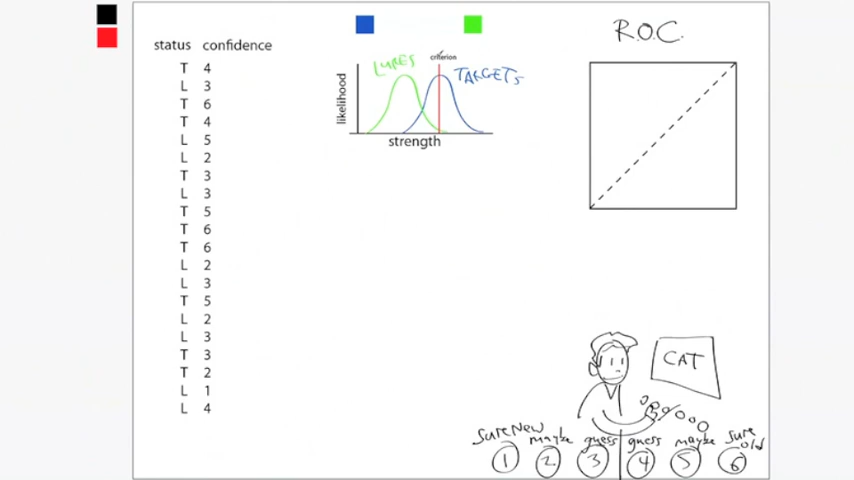 status confidence
T 4
L 3
T 6
T 4
L 5
L 2
T 3
L 3
T 5
T 6
T 6
L 2
L 3
T 5
L 2
L 3
T 3
T 2
L 1
L 4
criterion
LURES TARGETS
likelihood
strength
R.O.C.
CAT
Sure New maybe guess guess maybe sure old
1 2 3 4 5 6